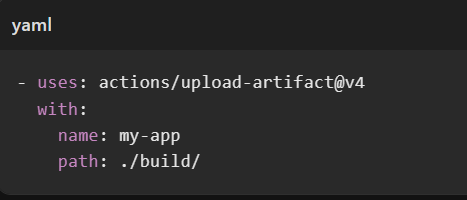 yaml
- uses: actions/upload-artifact@v4
  with:
    name: my-app
    path: ./build/